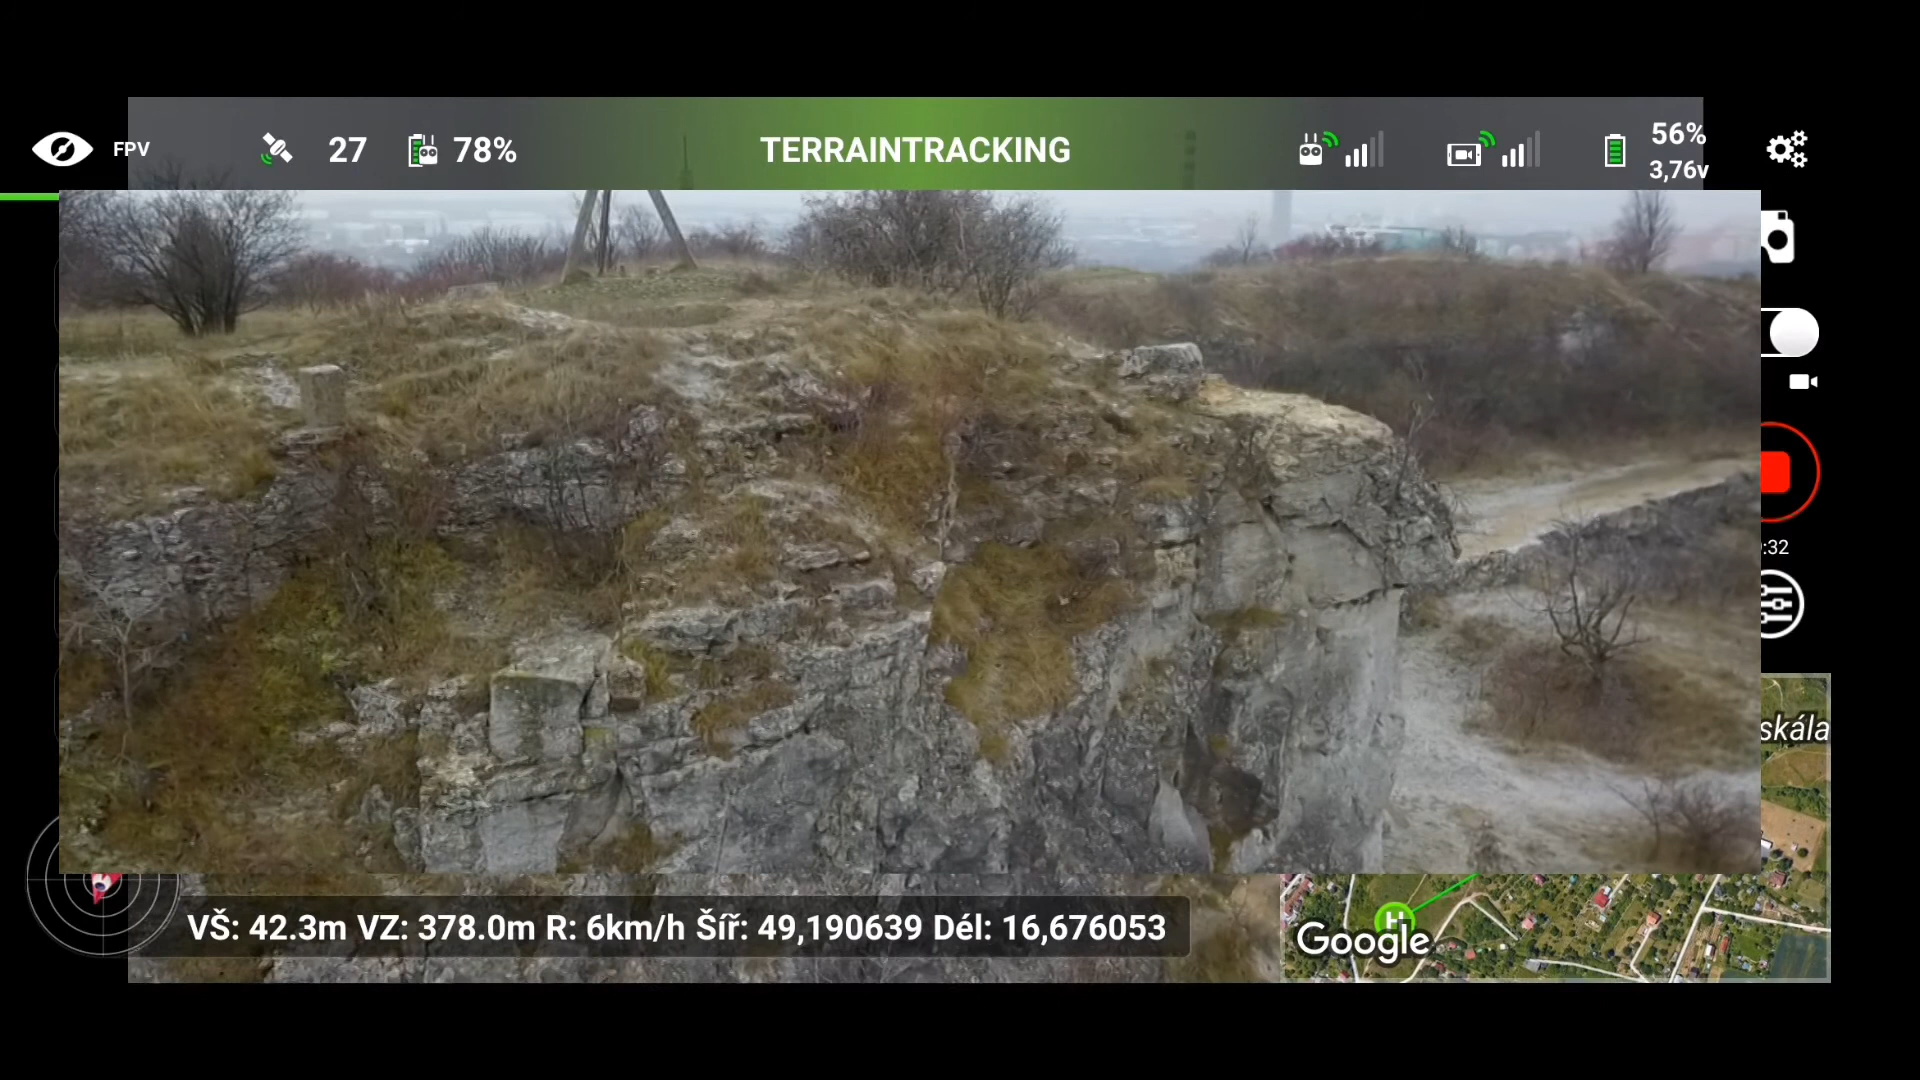 FPV
27
78%
TERRAINTRACKING
56%
3,76v
:32
skála
H
Google
VŠ: 42.3m VZ: 378.0m R: 6km/h Šíř: 49,190639 Dél: 16,676053